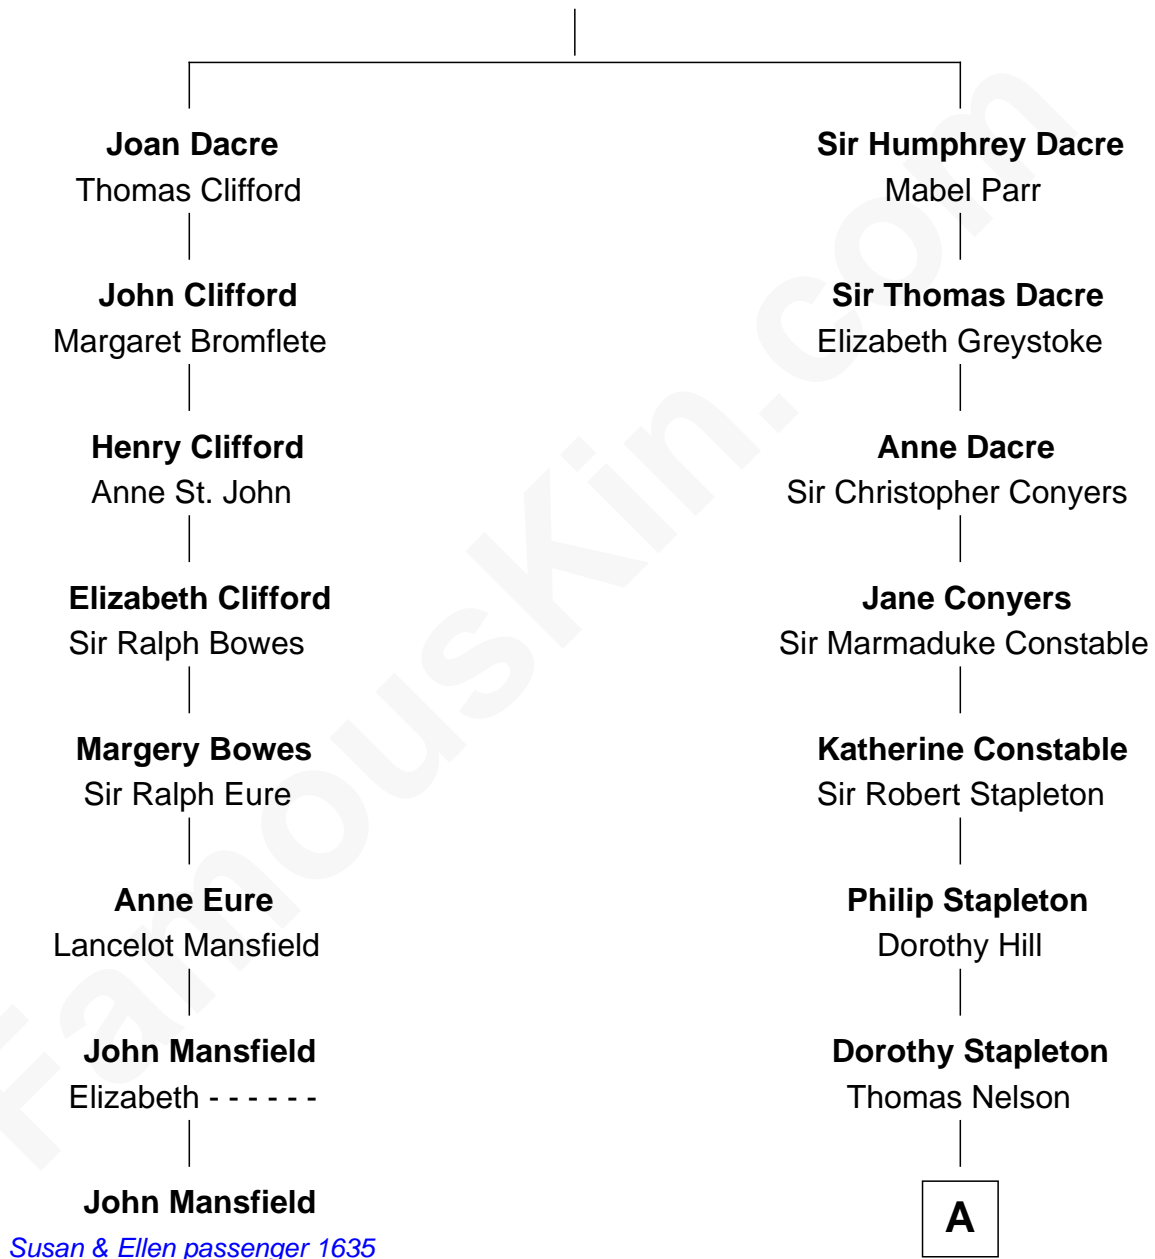 Joan Dacre
Thomas Clifford
John Clifford
Margaret Bromflete
Henry Clifford
Anne St. John
Elizabeth Clifford
Sir Ralph Bowes
Margery Bowes
Sir Ralph Eure
Anne Eure
Lancelot Mansfield
John Mansfield
Elizabeth - - - - - -
John Mansfield
Susan & Ellen passenger 1635
Sir Humphrey Dacre
Mabel Parr
Sir Thomas Dacre
Elizabeth Greystoke
Anne Dacre
Sir Christopher Conyers
Jane Conyers
Sir Marmaduke Constable
Katherine Constable
Sir Robert Stapleton
Philip Stapleton
Dorothy Hill
Dorothy Stapleton
Thomas Nelson
A
FamousKin.com